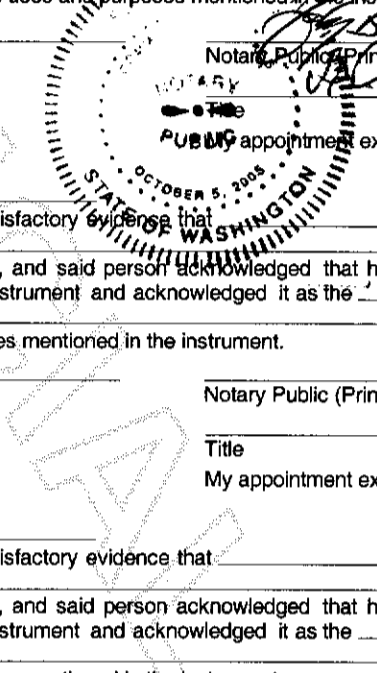 uses and purposes mentioned in the ins
Notary Public (Prin
NOTARY
Title
PUBLIC
My appointment ex
OCTOBER 5, 2005
STATE OF WASHINGTON
isfactory evidence that
, and said person acknowledged that h
strument and acknowledged it as the
es mentioned in the instrument.
Notary Public (Prin
Title
My appointment ex
isfactory evidence that
, and said person acknowledged that h
strument and acknowledged it as the